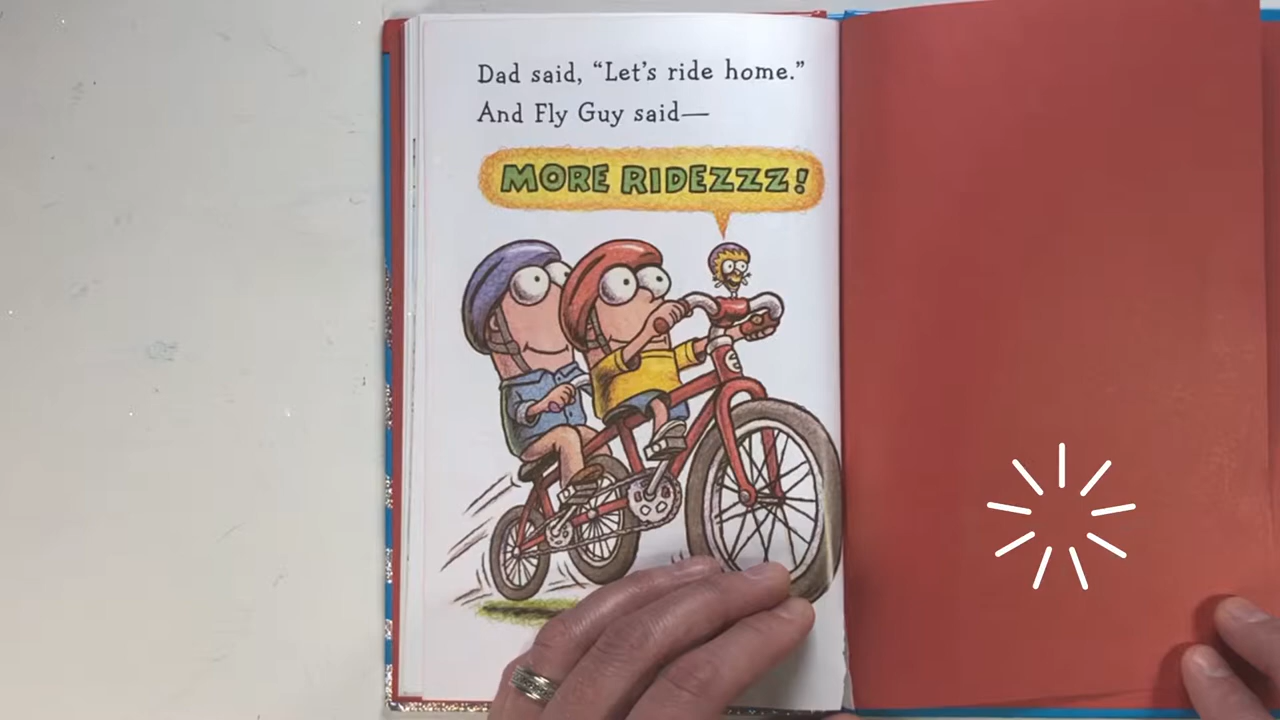 Dad said, “Let’s ride home.”
And Fly Guy said—
MORE RIDEZZZ!